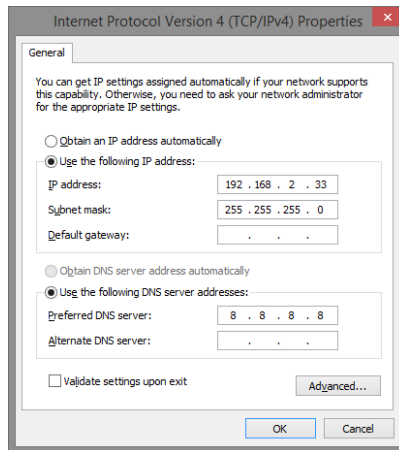 Internet Protocol Version 4 (TCP/IPv4) Properties
General
You can get IP settings assigned automatically if your network supports
this capability. Otherwise, you need to ask your network administrator
for the appropriate IP settings.
Obtain an IP address automatically
Use the following IP address:
IP address: 192 . 168 . 2 . 33
Subnet mask: 255 . 255 . 255 . 0
Default gateway: . . .
Obtain DNS server address automatically
Use the following DNS server addresses:
Preferred DNS server: 8 . 8 . 8 . 8
Alternate DNS server: . . .
Validate settings upon exit
Advanced...
OK Cancel